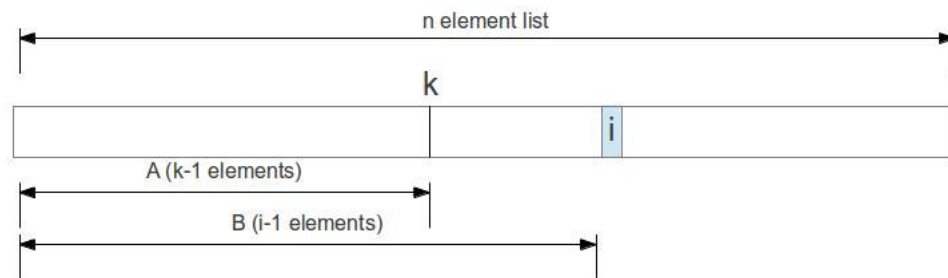 n element list
k
i
A (k-1 elements)
B (i-1 elements)